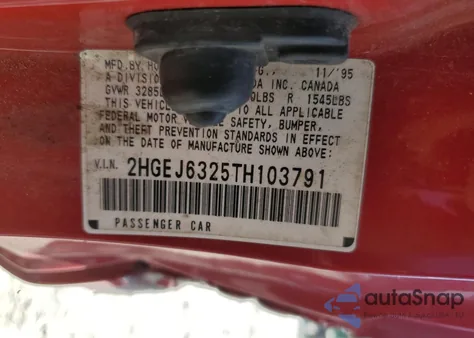 MFD. BY, HO G., 11/'95
A DIVISIO DA INC. CANADA
GVWR 3285 LBS R 1545LBS
THIS VEHICLE TO ALL APPLICABLE
FEDERAL MOTOR SAFETY, BUMPER,
AND THEFT PREVENTION STANDARDS IN EFFECT
ON THE DATE OF MANUFACTURE SHOWN ABOVE.
V.I.N. 2HGEJ6325TH103791
PASSENGER CAR
autoSnap